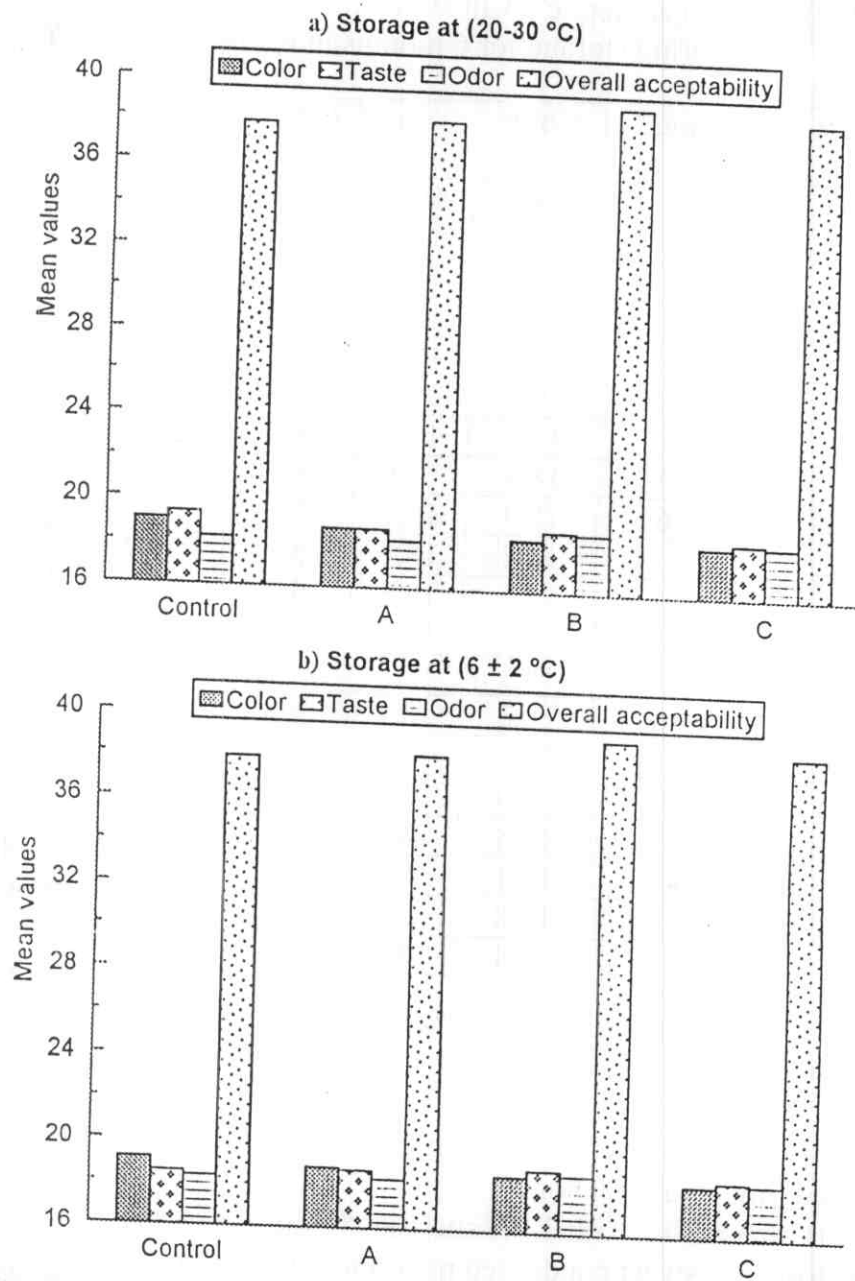 a) Storage at (20-30 °C)
Color Taste Odor Overall acceptability
Mean values
40
36
32
28
24
20
16
Control A B C
b) Storage at (6 ± 2 °C)
Color Taste Odor Overall acceptability
Mean values
40
36
32
28
24
20
16
Control A B C